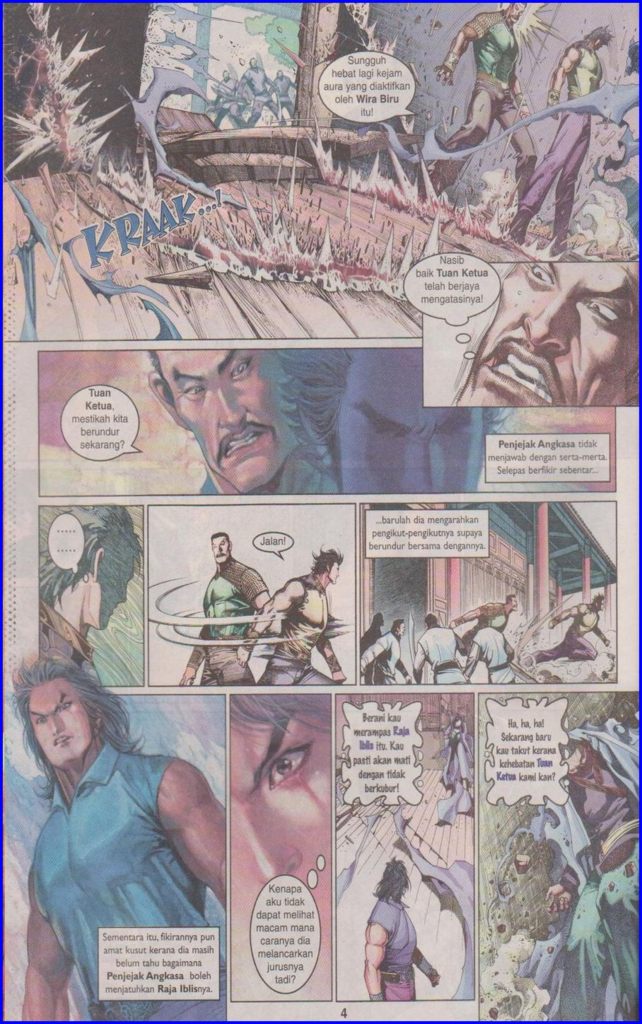 Sungguh
hebat lagi kejam
aura yang diaktifkan
oleh Wira Biru
itu!
KRAAK...!
Nasib
baik Tuan Ketua
telah berjaya
mengatasinya!
Tuan
Ketua,
mestikah kita
berundur
sekarang?
Penjejak Angkasa tidak
menjawab dengan serta-merta.
Selepas berfikir sebentar...
.....
.....
Jalan!
...barulah dia mengarahkan
pengikut-pengikutnya supaya
berundur bersama dengannya.
Sementara itu, fikirannya pun
amat kusut kerana dia masih
belum tahu bagaimana
Penjejak Angkasa boleh
menjatuhkan Raja Iblisnya.
Kenapa
aku tidak
dapat melihat
macam mana
caranya dia
melancarkan
jurusnya
tadi?
Berani kau
merampas Raja
Iblis itu. Kau
pasti akan mati
dengan tidak
berkubur!
Ha, ha, ha!
Sekarang baru
kau takut kerana
kehebatan Tuan
Ketua kami kan?
4